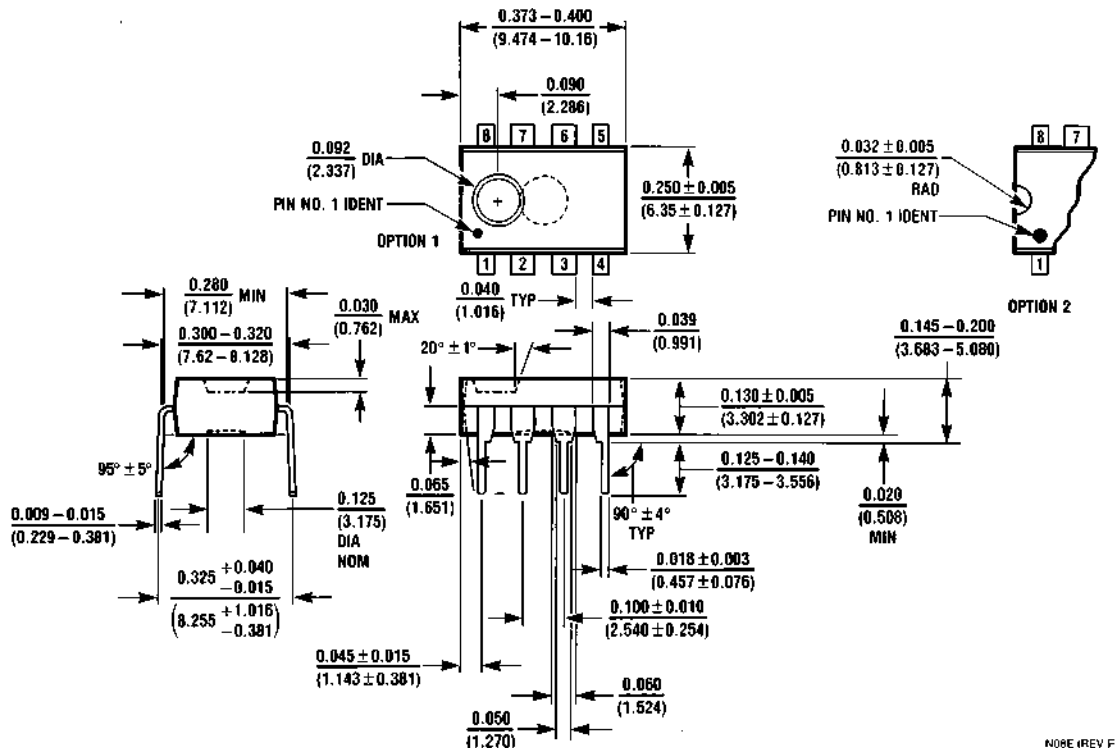 0.373 – 0.400
(9.474 – 10.16)
0.090
(2.286)
8 7 6 5
0.092 DIA
(2.337)
PIN NO. 1 IDENT
OPTION 1
1 2 3 4
0.250 ± 0.005
(6.35 ± 0.127)
0.032 ± 0.005
(0.813 ± 0.127)
RAD
PIN NO. 1 IDENT
8 7
1
OPTION 2
0.280 MIN
(7.112)
0.300 – 0.320
(7.62 – 8.128)
0.030 MAX
(0.762)
0.040 TYP
(1.016)
0.039
(0.991)
0.145 – 0.200
(3.683 – 5.080)
20° ± 1°
0.130 ± 0.005
(3.302 ± 0.127)
95° ± 5°
0.009 – 0.015
(0.229 – 0.381)
0.125
(3.175)
DIA
NOM
0.065
(1.651)
0.125 – 0.140
(3.175 – 3.556)
0.020
(0.508)
MIN
90° ± 4°
TYP
0.018 ± 0.003
(0.457 ± 0.076)
0.325 +0.040
−0.015
(8.255 +1.016
−0.381)
0.100 ± 0.010
(2.540 ± 0.254)
0.045 ± 0.015
(1.143 ± 0.381)
0.060
(1.524)
0.050
(1.270)
N08E (REV F